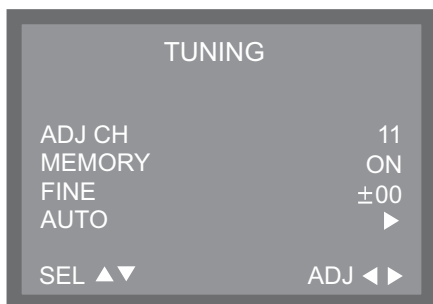 TUNING
ADJ CH 11
MEMORY ON
FINE ±00
AUTO ▶
SEL ▲▼ ADJ ◀ ▶